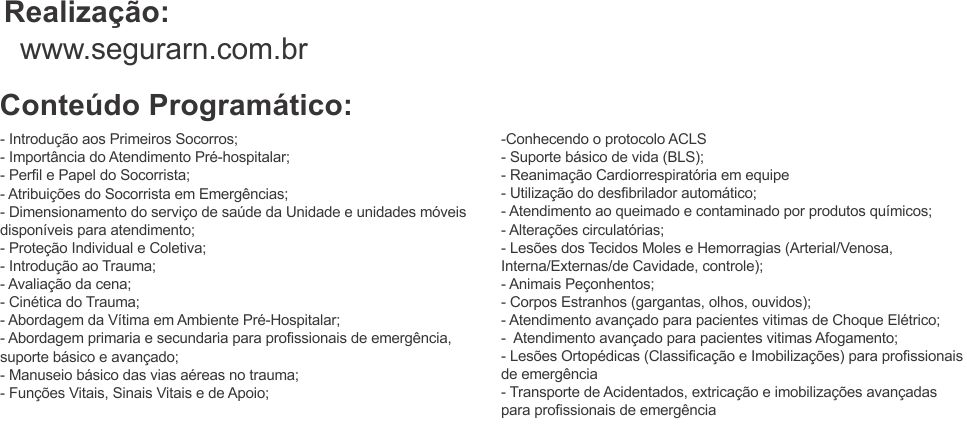 Realização:
www.segurarn.com.br
Conteúdo Programático:
- Introdução aos Primeiros Socorros;
- Importância do Atendimento Pré-hospitalar;
- Perfil e Papel do Socorrista;
- Atribuições do Socorrista em Emergências;
- Dimensionamento do serviço de saúde da Unidade e unidades móveis
disponíveis para atendimento;
- Proteção Individual e Coletiva;
- Introdução ao Trauma;
- Avaliação da cena;
- Cinética do Trauma;
- Abordagem da Vítima em Ambiente Pré-Hospitalar;
- Abordagem primaria e secundaria para profissionais de emergência,
suporte básico e avançado;
- Manuseio básico das vias aéreas no trauma;
- Funções Vitais, Sinais Vitais e de Apoio;
-Conhecendo o protocolo ACLS
- Suporte básico de vida (BLS);
- Reanimação Cardiorrespiratória em equipe
- Utilização do desfibrilador automático;
- Atendimento ao queimado e contaminado por produtos químicos;
- Alterações circulatórias;
- Lesões dos Tecidos Moles e Hemorragias (Arterial/Venosa,
Interna/Externas/de Cavidade, controle);
- Animais Peçonhentos;
- Corpos Estranhos (gargantas, olhos, ouvidos);
- Atendimento avançado para pacientes vitimas de Choque Elétrico;
-  Atendimento avançado para pacientes vitimas Afogamento;
- Lesões Ortopédicas (Classificação e Imobilizações) para profissionais
de emergência
- Transporte de Acidentados, extricação e imobilizações avançadas
para profissionais de emergência